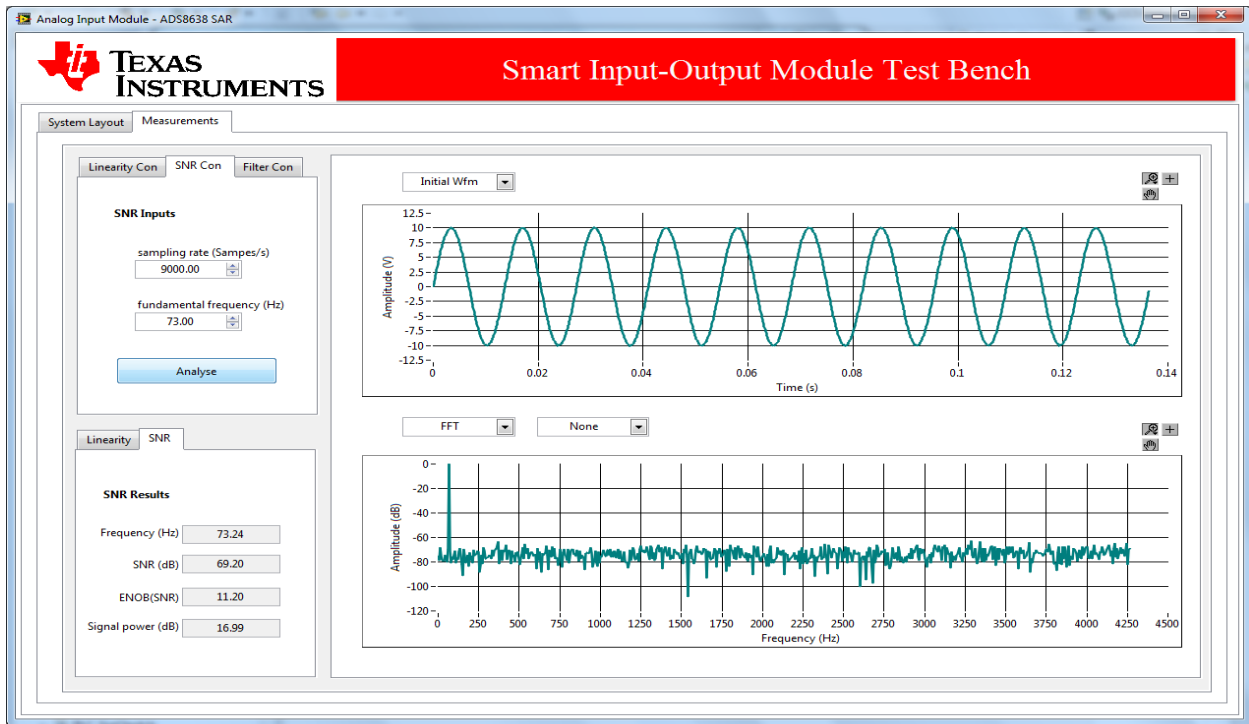 Analog Input Module - ADS8638 SAR
TEXAS
INSTRUMENTS
Smart Input-Output Module Test Bench
System Layout
Measurements
Linearity Con
SNR Con
Filter Con
SNR Inputs
sampling rate (Sampes/s)
9000.00
fundamental frequency (Hz)
73.00
Analyse
Linearity
SNR
SNR Results
Frequency (Hz) 73.24
SNR (dB) 69.20
ENOB(SNR) 11.20
Signal power (dB) 16.99
Initial Wfm
Amplitude (V)
12.5
10
7.5
5
2.5
0
-2.5
-5
-7.5
-10
-12.5
0 0.02 0.04 0.06 0.08 0.1 0.12 0.14
Time (s)
FFT
None
Amplitude (dB)
0
-20
-40
-60
-80
-100
-120
0 250 500 750 1000 1250 1500 1750 2000 2250 2500 2750 3000 3250 3500 3750 4000 4250 4500
Frequency (Hz)